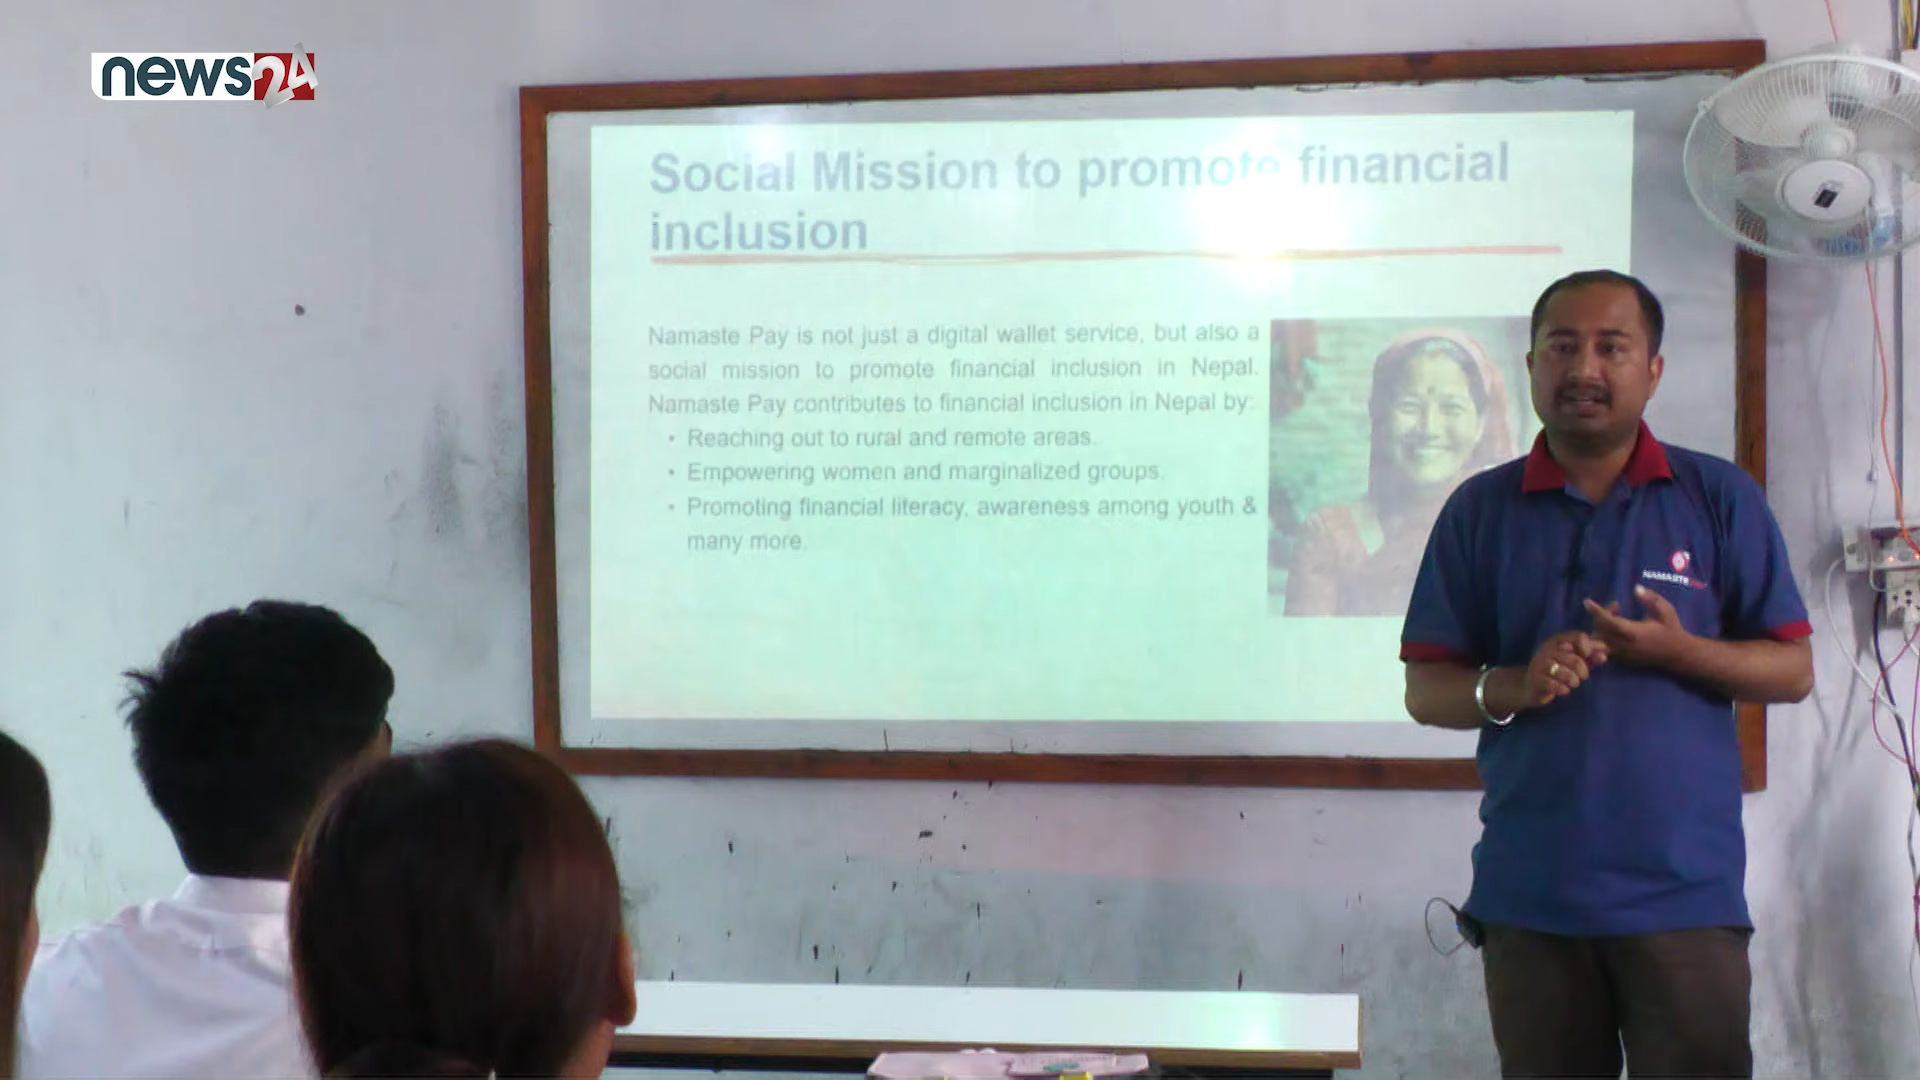 news24
Social Mission to promote financial
inclusion
Namaste Pay is not just a digital wallet service, but also a
social mission to promote financial inclusion in Nepal.
Namaste Pay contributes to financial inclusion in Nepal by:
• Reaching out to rural and remote areas.
• Empowering women and marginalized groups.
• Promoting financial literacy, awareness among youth &
many more.
NAMASTE